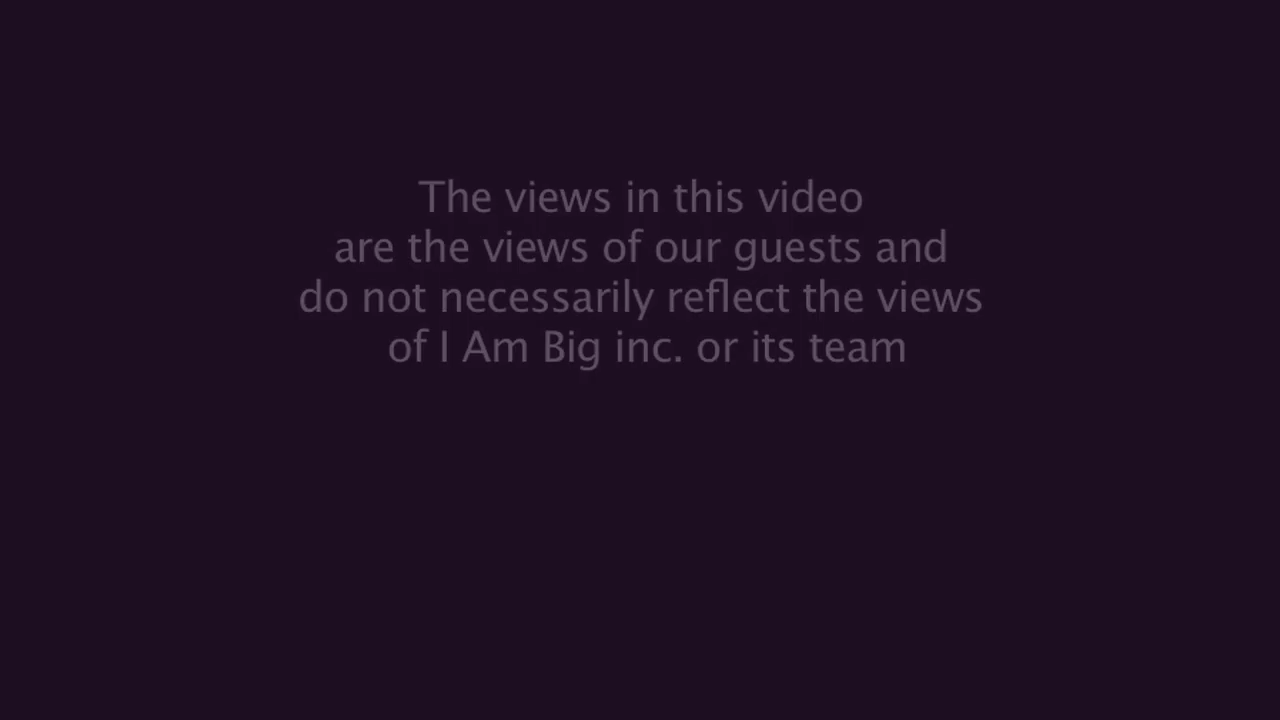 The views in this video
are the views of our guests and
do not necessarily reflect the views
of I Am Big inc. or its team